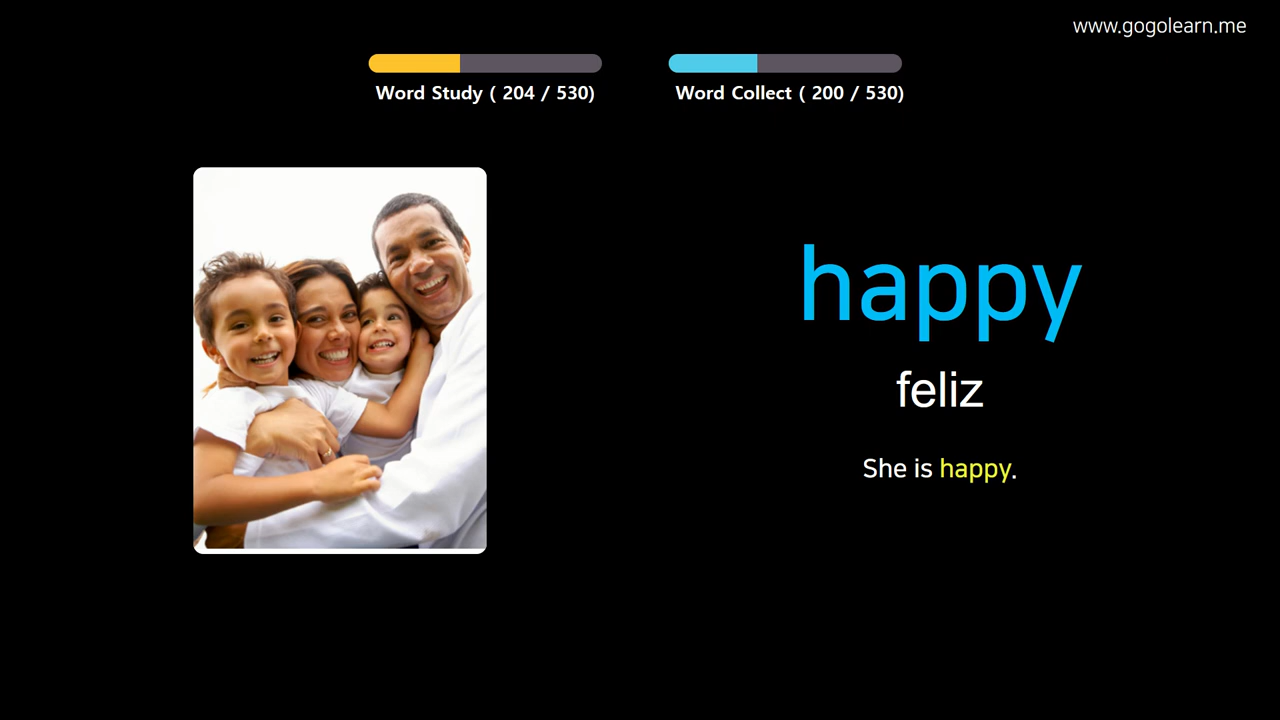 www.gogolearn.me
Word Study ( 204 / 530)
Word Collect ( 200 / 530)
happy
feliz
She is happy.